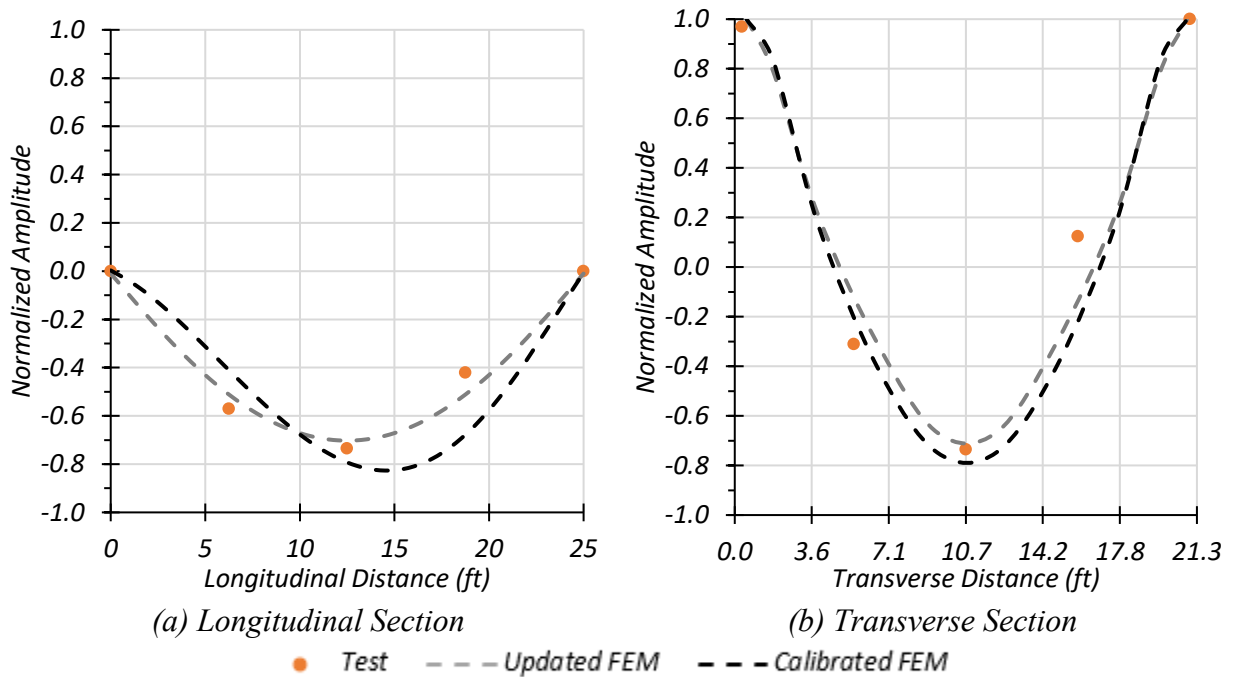 1.0
0.8
0.6
0.4
0.2
0.0
-0.2
-0.4
-0.6
-0.8
-1.0
Normalized Amplitude
0 5 10 15 20 25
Longitudinal Distance (ft)
(a) Longitudinal Section
1.0
0.8
0.6
0.4
0.2
0.0
-0.2
-0.4
-0.6
-0.8
-1.0
Normalized Amplitude
0.0 3.6 7.1 10.7 14.2 17.8 21.3
Transverse Distance (ft)
(b) Transverse Section
Test Updated FEM Calibrated FEM